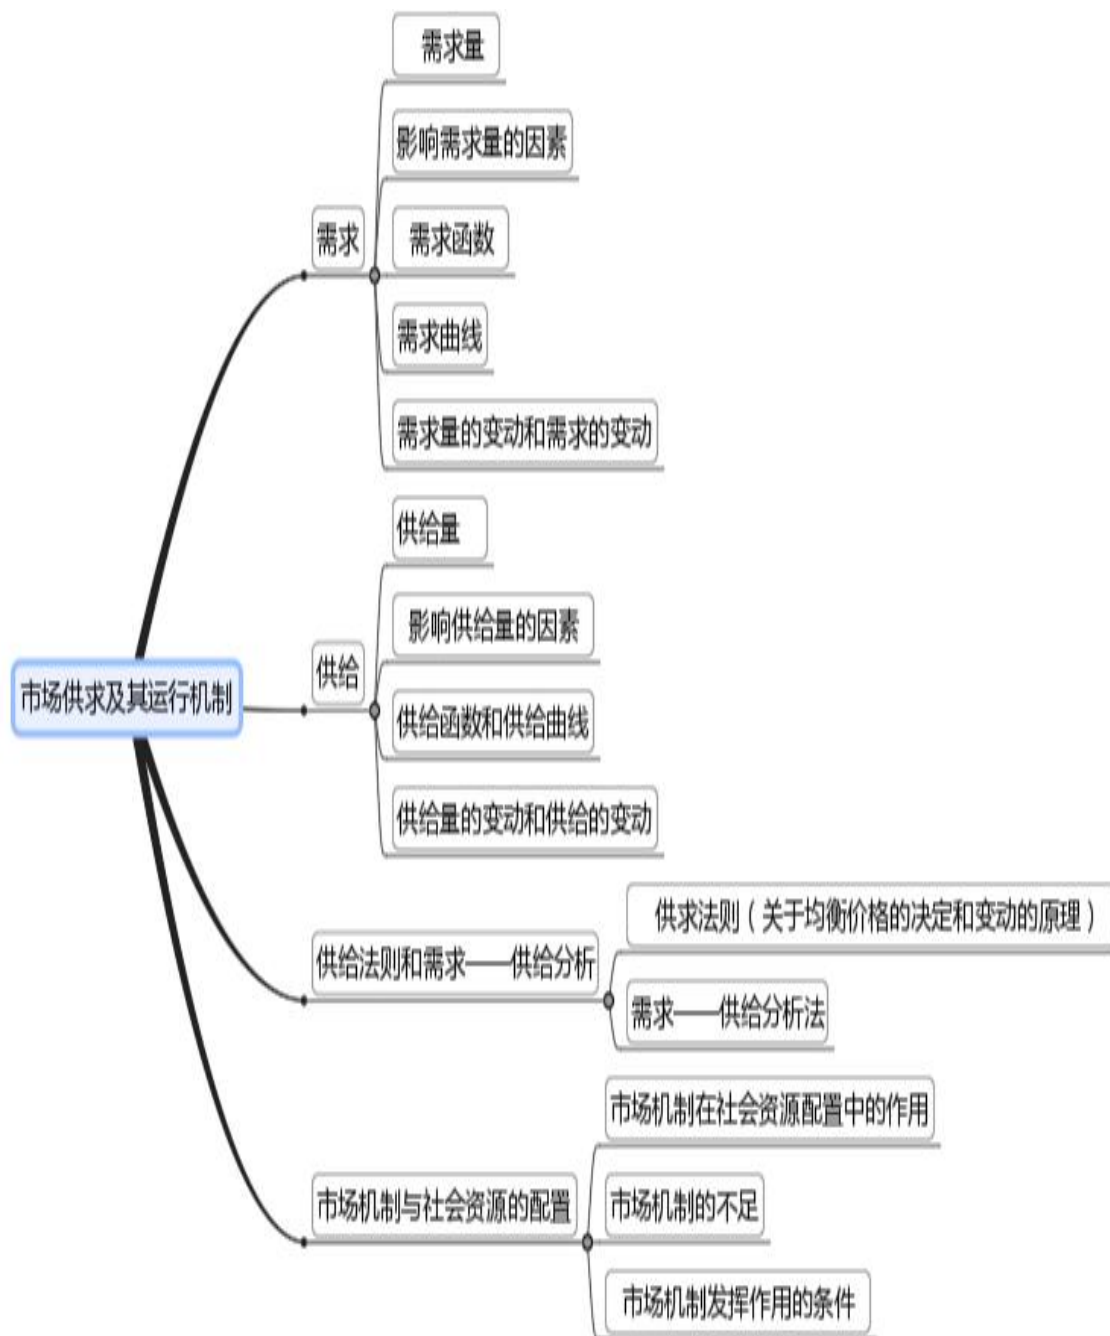 需求量
影响需求量的因素
需求
需求函数
需求曲线
需求量的变动和需求的变动
供给量
影响供给量的因素
供给
市场供求及其运行机制
供给函数和供给曲线
供给量的变动和供给的变动
供求法则（关于均衡价格的决定和变动的原理）
供给法则和需求——供给分析
需求——供给分析法
市场机制在社会资源配置中的作用
市场机制与社会资源的配置
市场机制的不足
市场机制发挥作用的条件